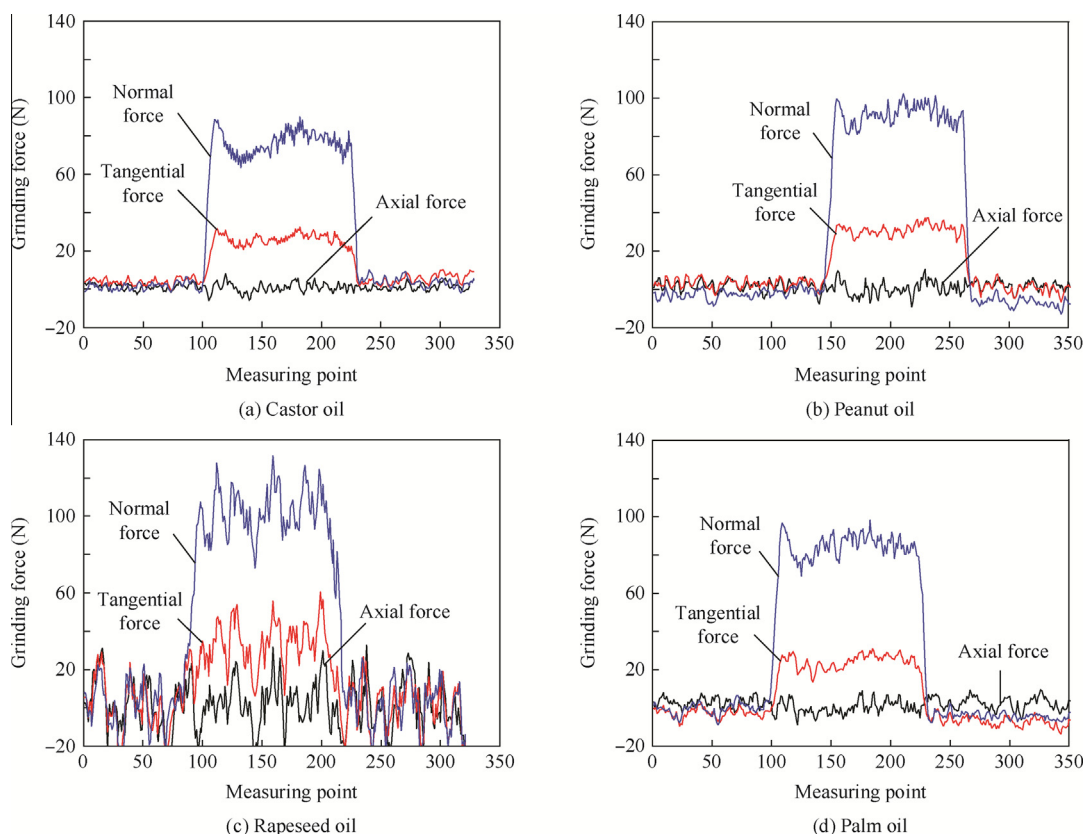 140
100
60
20
−20
Grinding force (N)
Normal
force
Tangential
force
Axial force
0 50 100 150 200 250 300 350
Measuring point
(a) Castor oil
140
100
60
20
−20
Grinding force (N)
Normal
force
Tangential
force
Axial force
0 50 100 150 200 250 300 350
Measuring point
(b) Peanut oil
140
100
60
20
−20
Grinding force (N)
Normal
force
Tangential
force
Axial force
0 50 100 150 200 250 300 350
Measuring point
(c) Rapeseed oil
140
100
60
20
−20
Grinding force (N)
Normal
force
Tangential
force
Axial force
0 50 100 150 200 250 300 350
Measuring point
(d) Palm oil